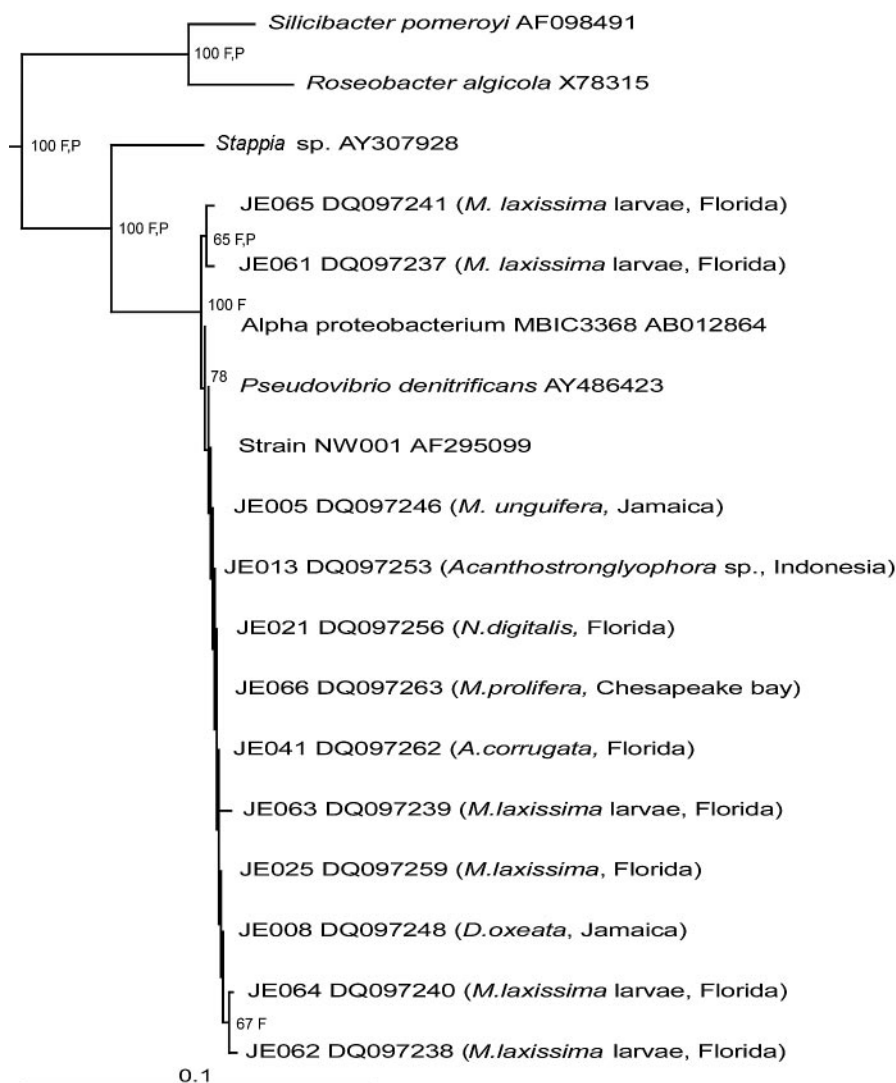 Silicibacter pomeroyi AF098491
100 F,P
Roseobacter algicola X78315
100 F,P
Stappia sp. AY307928
JE065 DQ097241 (M. laxissima larvae, Florida)
100 F,P
65 F,P
JE061 DQ097237 (M. laxissima larvae, Florida)
100 F
Alpha proteobacterium MBIC3368 AB012864
78
Pseudovibrio denitrificans AY486423
Strain NW001 AF295099
JE005 DQ097246 (M. unguifera, Jamaica)
JE013 DQ097253 (Acanthostronglyophora sp., Indonesia)
JE021 DQ097256 (N.digitalis, Florida)
JE066 DQ097263 (M.prolifera, Chesapeake bay)
JE041 DQ097262 (A.corrugata, Florida)
JE063 DQ097239 (M.laxissima larvae, Florida)
JE025 DQ097259 (M.laxissima, Florida)
JE008 DQ097248 (D.oxeata, Jamaica)
JE064 DQ097240 (M.laxissima larvae, Florida)
67 F
JE062 DQ097238 (M.laxissima larvae, Florida)
0.1